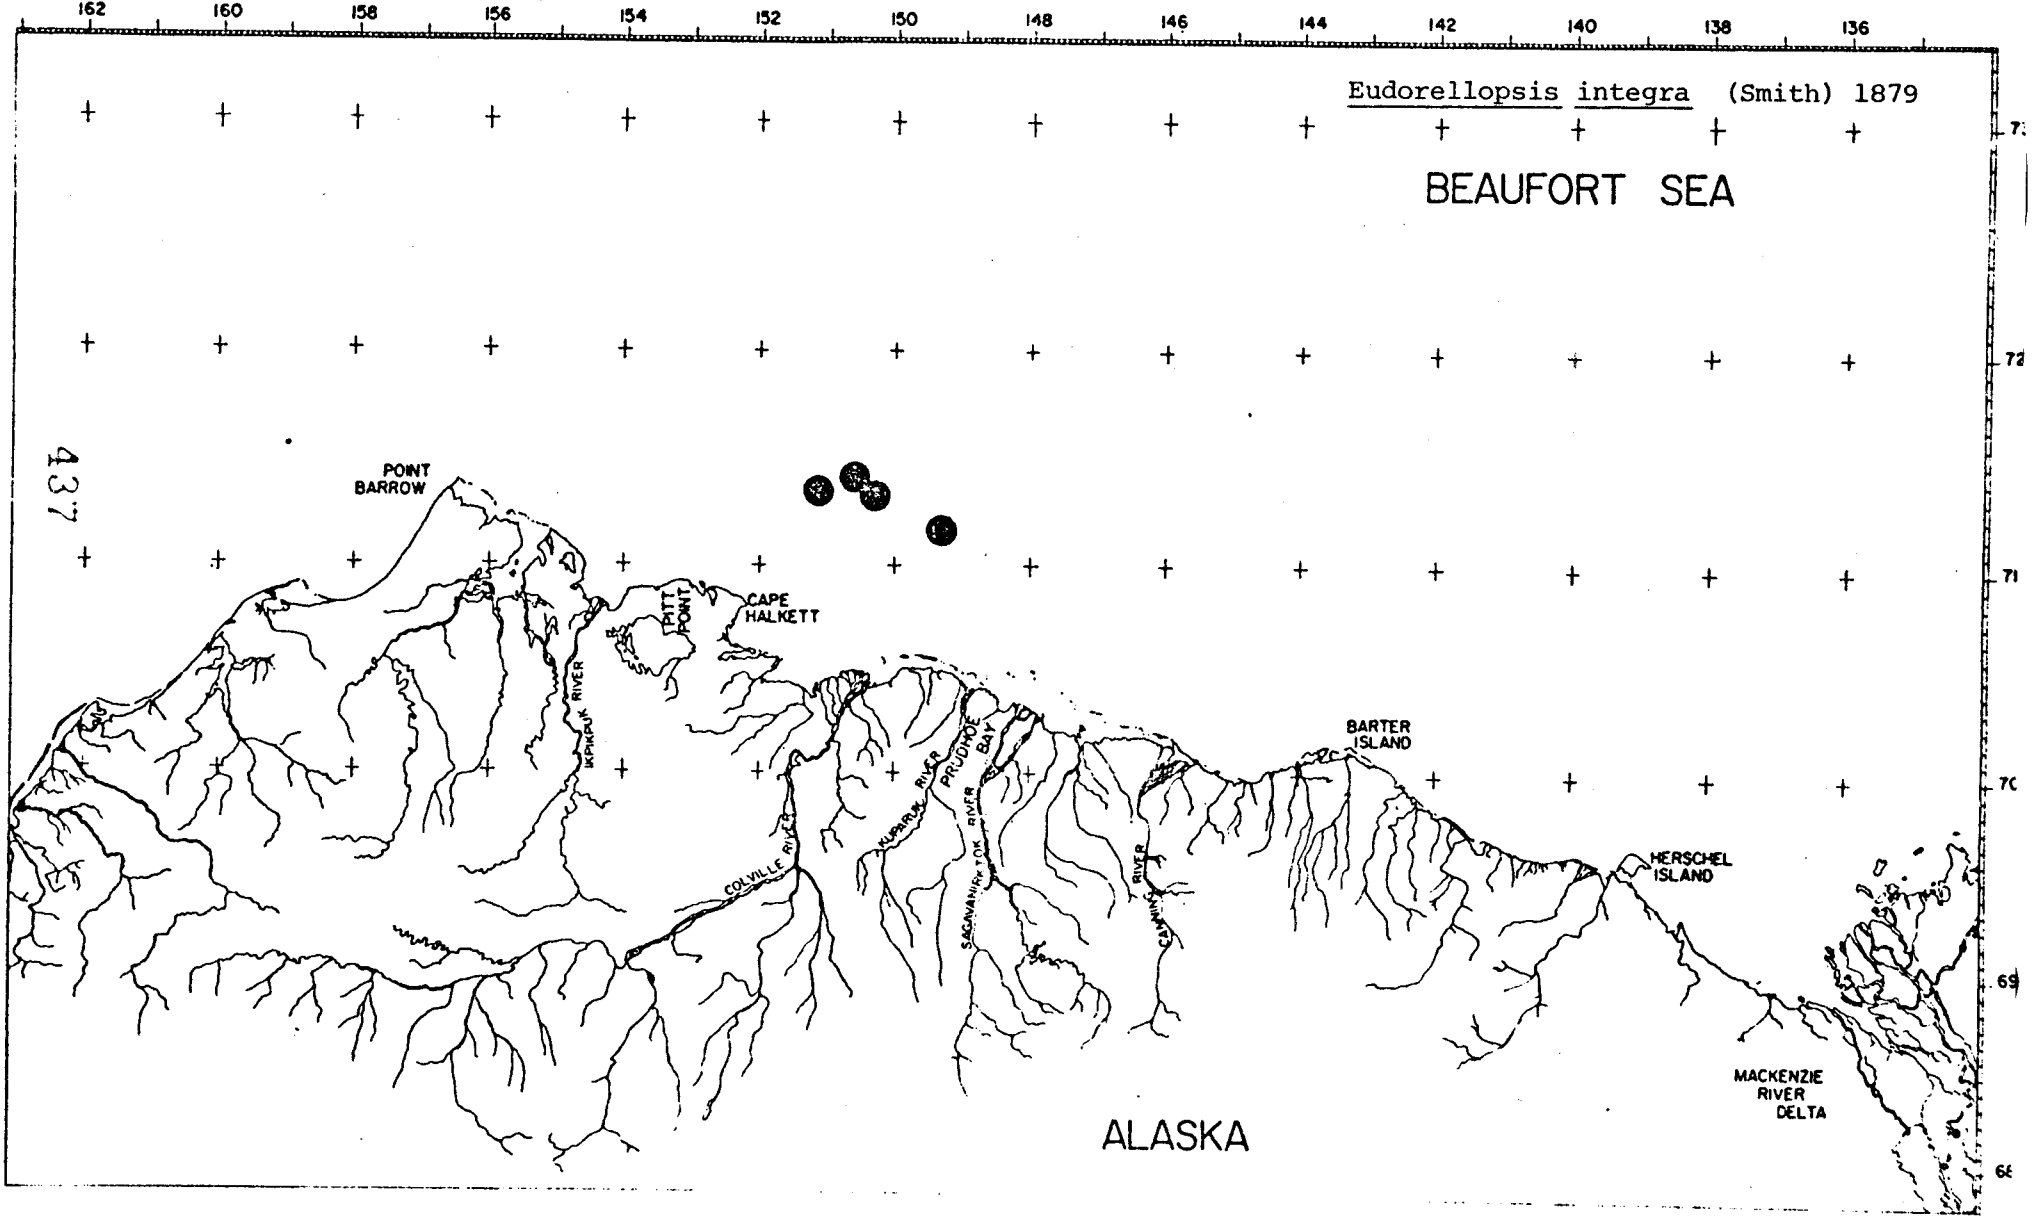 162 160 158 156 154 152 150 148 146 144 142 140 138 136
Eudorellopsis integra (Smith) 1879
BEAUFORT SEA
72
437
POINT
BARROW
71
PITT
POINT
CAPE
HALKETT
IKPIKPUK RIVER
BARTER
ISLAND
PRUDHOE
BAY
KUPARUK RIVER
COLVILLE RIVER
SAGAVANIRKTOK RIVER
CANNING RIVER
HERSCHEL
ISLAND
69
MACKENZIE
RIVER
DELTA
ALASKA